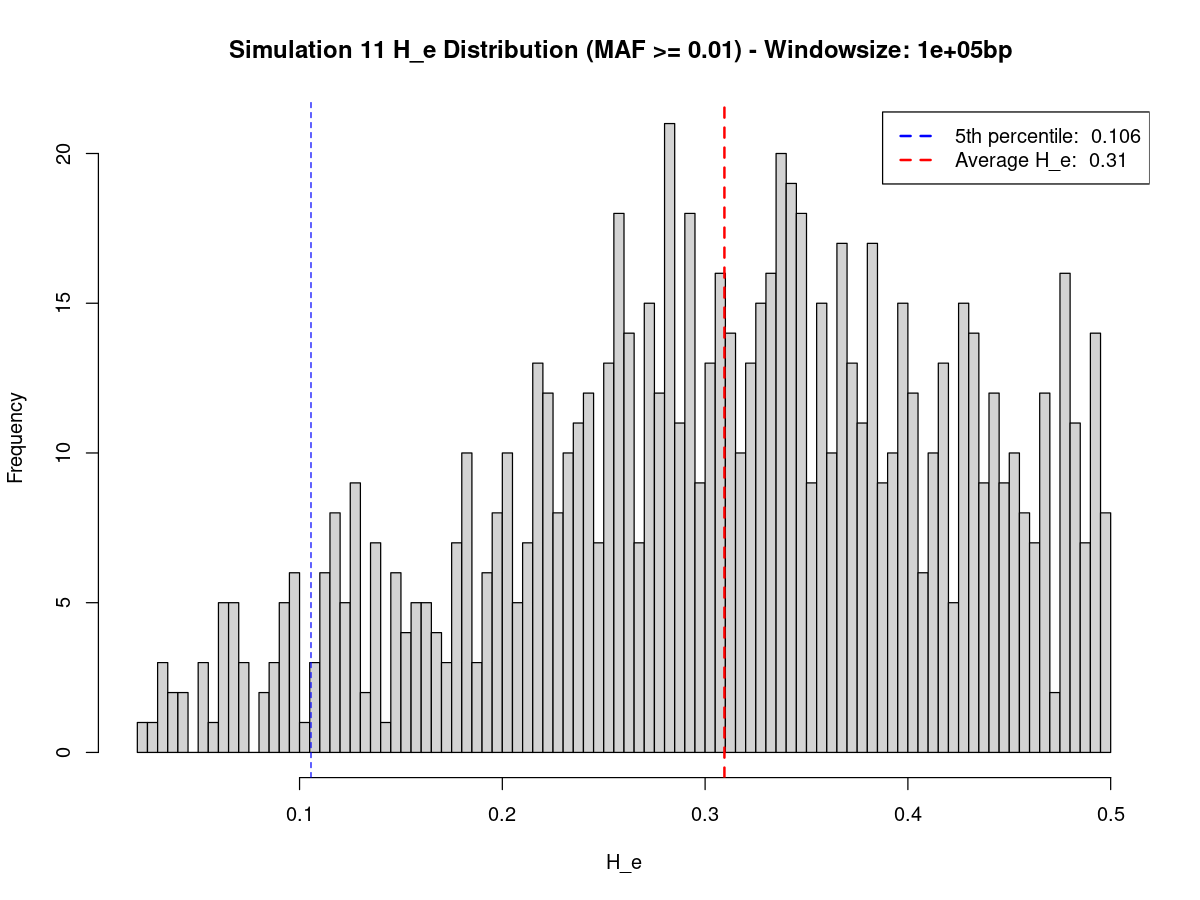 Simulation 11 H_e Distribution (MAF >= 0.01) - Windowsize: 1e+05bp
5th percentile: 0.106
Average H_e: 0.31
Frequency
20
15
10
5
0
0.1 0.2 0.3 0.4 0.5
H_e